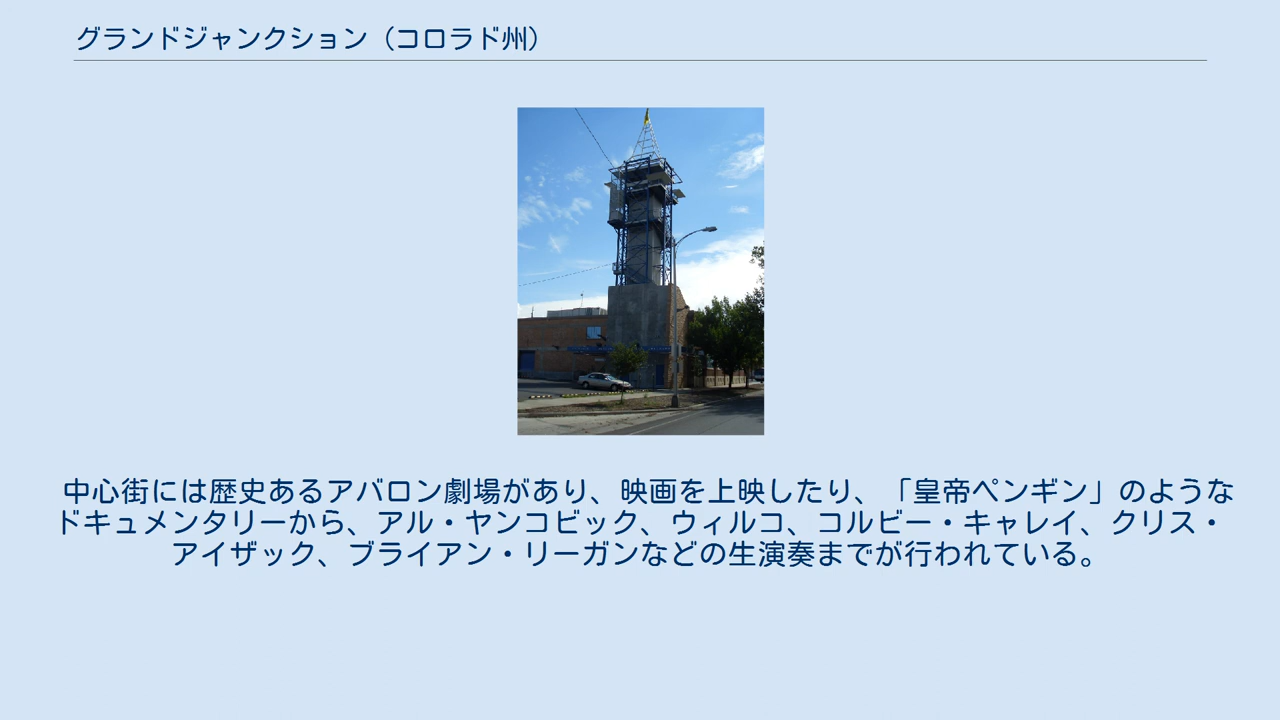 グランドジャンクション（コロラド州）
中心街には歴史あるアバロン劇場があり、映画を上映したり、「皇帝ペンギン」のような
ドキュメンタリーから、アル・ヤンコビック、ウィルコ、コルビー・キャレイ、クリス・
アイザック、ブライアン・リーガンなどの生演奏までが行われている。